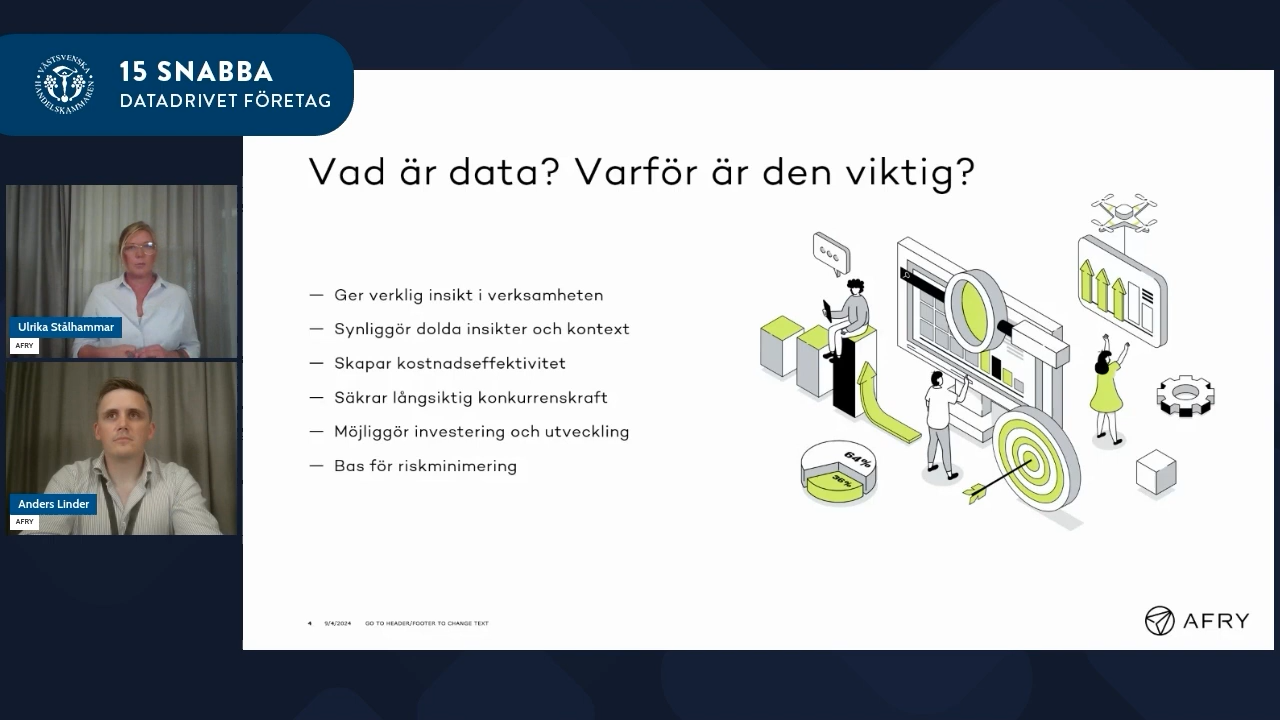 VÄSTSVENSKA
HANDELSKAMMAREN
15 SNABBA
DATADRIVET FÖRETAG
Vad är data? Varför är den viktig?
— Ger verklig insikt i verksamheten
— Synliggör dolda insikter och kontext
— Skapar kostnadseffektivitet
— Säkrar långsiktig konkurrenskraft
— Möjliggör investering och utveckling
— Bas för riskminimering
64%
36%
Ulrika Stålhammar
AFRY
Anders Linder
AFRY
4 9/4/2024 GO TO HEADER/FOOTER TO CHANGE TEXT
AFRY